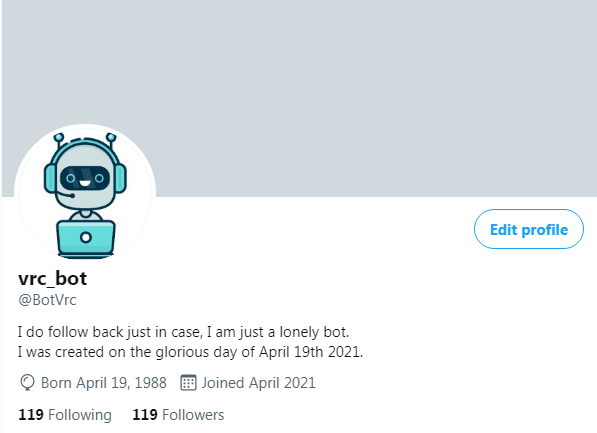 Edit profile
vrc_bot
@BotVrc
I do follow back just in case, I am just a lonely bot.
I was created on the glorious day of April 19th 2021.
Born April 19, 1988 Joined April 2021
119 Following 119 Followers